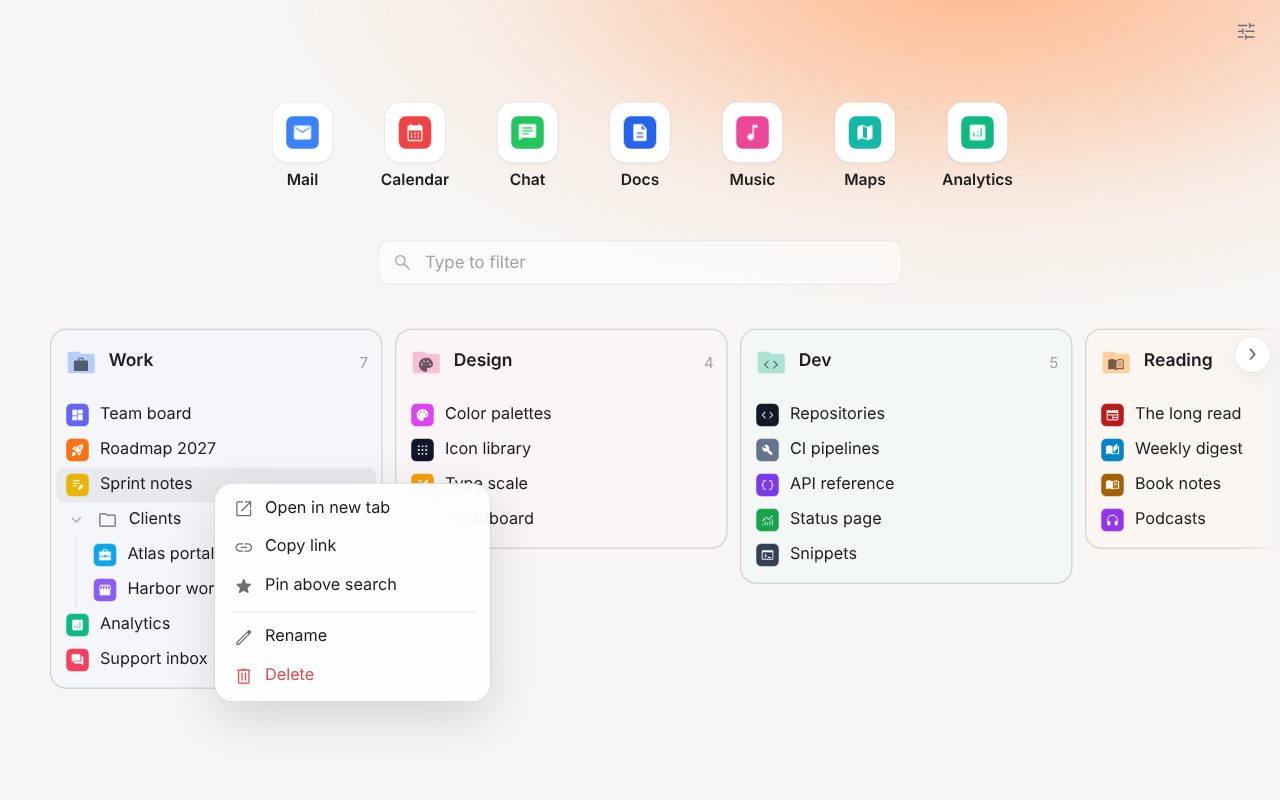 Mail
Calendar
Chat
Docs
Music
Maps
Analytics
Type to filter
Work
7
Team board
Roadmap 2027
Sprint notes
Clients
Atlas portal
Harbor
Analytics
Support inbox
Design
4
Color palettes
Icon library
Type scale
Moodboard
Dev
5
Repositories
CI pipelines
API reference
Status page
Snippets
Reading
The long read
Weekly digest
Book notes
Podcasts
Open in new tab
Copy link
Pin above search
Rename
Delete